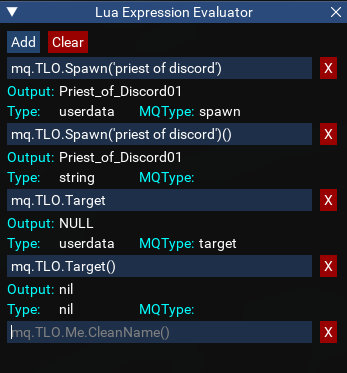 Lua Expression Evaluator
Add Clear
mq.TLO.Spawn('priest of discord') X
Output: Priest_of_Discord01
Type: userdata MQType: spawn
mq.TLO.Spawn('priest of discord')() X
Output: Priest_of_Discord01
Type: string MQType:
mq.TLO.Target X
Output: NULL
Type: userdata MQType: target
mq.TLO.Target() X
Output: nil
Type: nil MQType:
mq.TLO.Me.CleanName() X